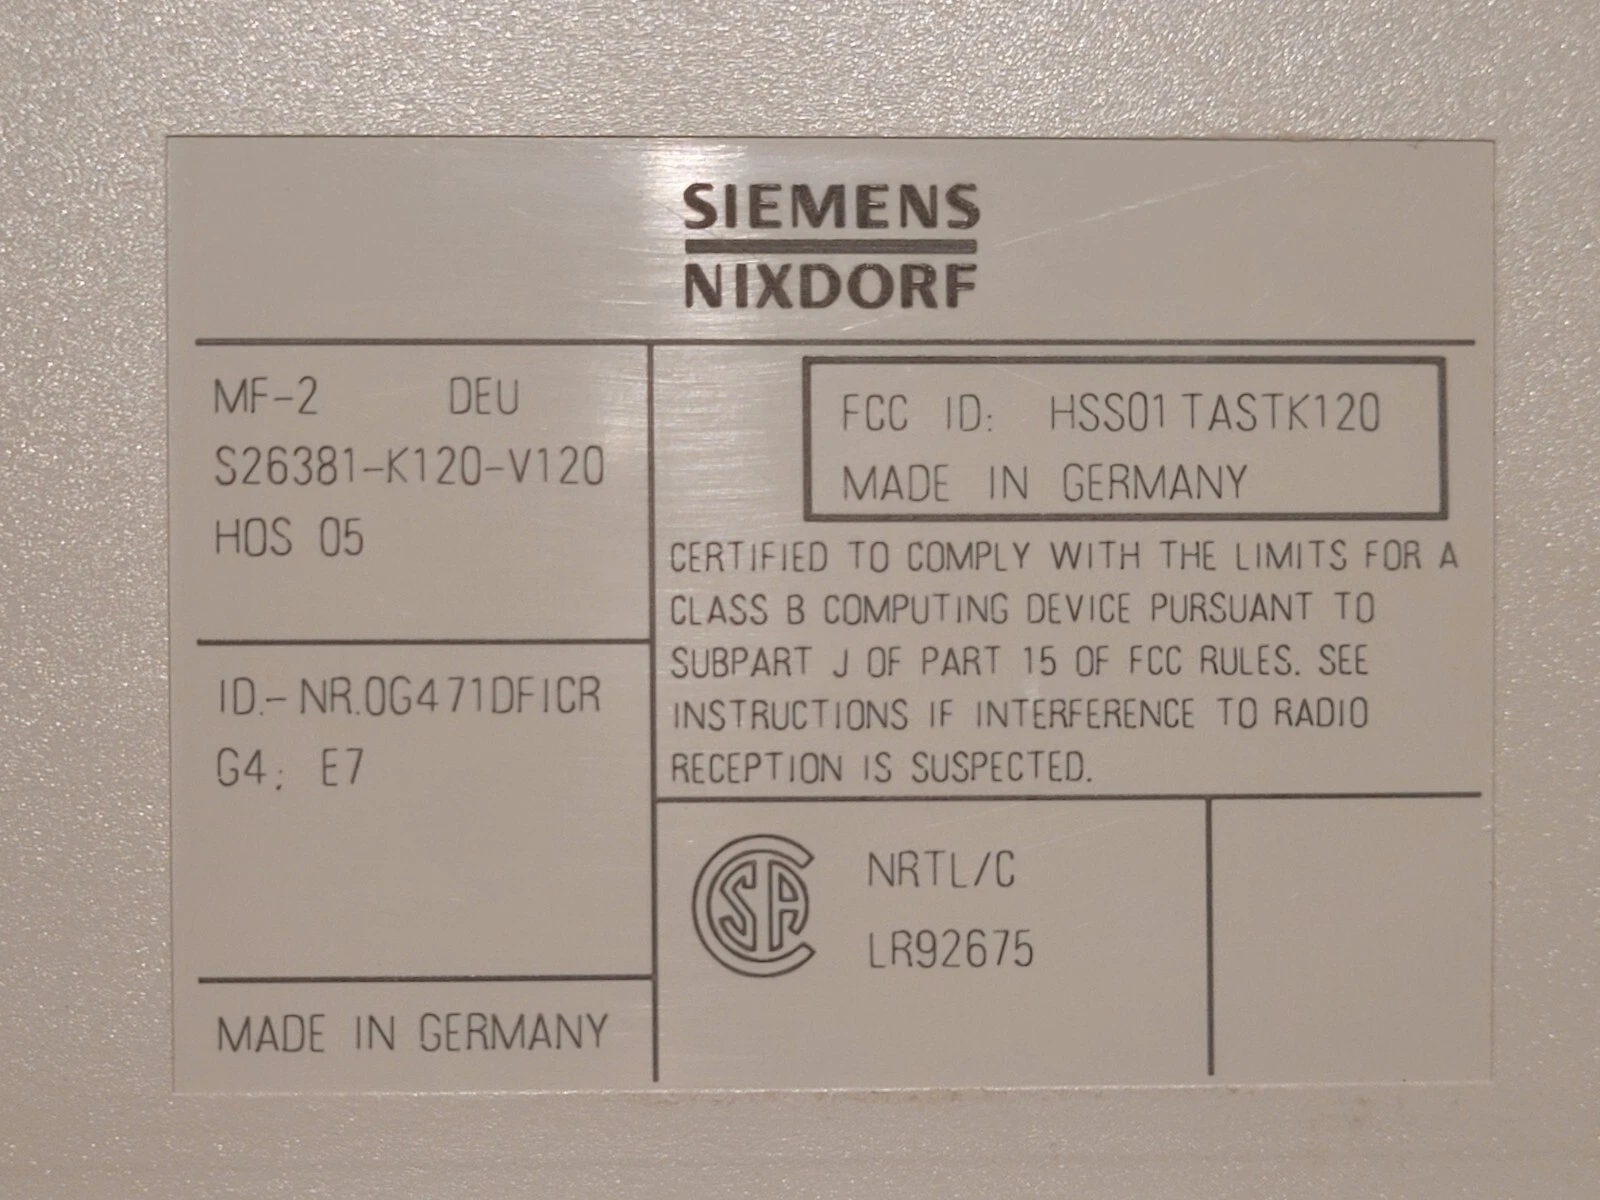 SIEMENS
NIXDORF
MF-2 DEU
S26381-K120-V120
HOS 05
ID.-NR.0G471DFICR
G4; E7
MADE IN GERMANY
FCC ID: HSS01TASTK120
MADE IN GERMANY
CERTIFIED TO COMPLY WITH THE LIMITS FOR A
CLASS B COMPUTING DEVICE PURSUANT TO
SUBPART J OF PART 15 OF FCC RULES. SEE
INSTRUCTIONS IF INTERFERENCE TO RADIO
RECEPTION IS SUSPECTED.
CSA
NRTL/C
LR92675